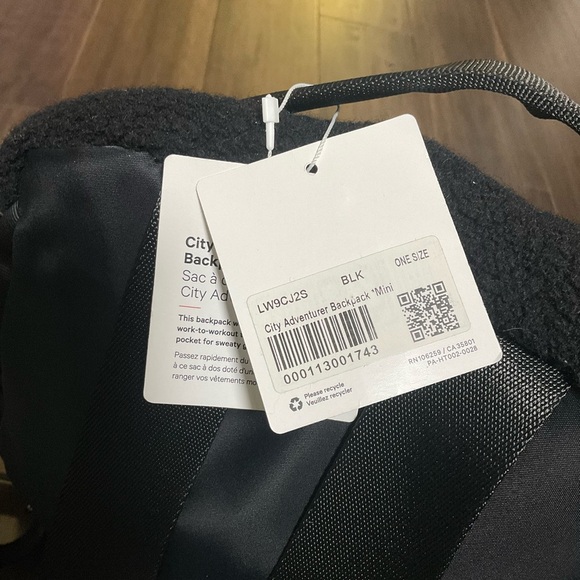 City
Backp
Sac à d
City Ad
This backpack w
work-to-workout
pocket for sweaty
Passez rapidement du
à ce sac à dos doté d'un
ranger vos vêtements mo
LW9CJ2S BLK ONE SIZE
City Adventurer Backpack *Mini
000113001743
RN106259 / CA35801
PA-HT002-0028
Please recycle
Veuillez recycler